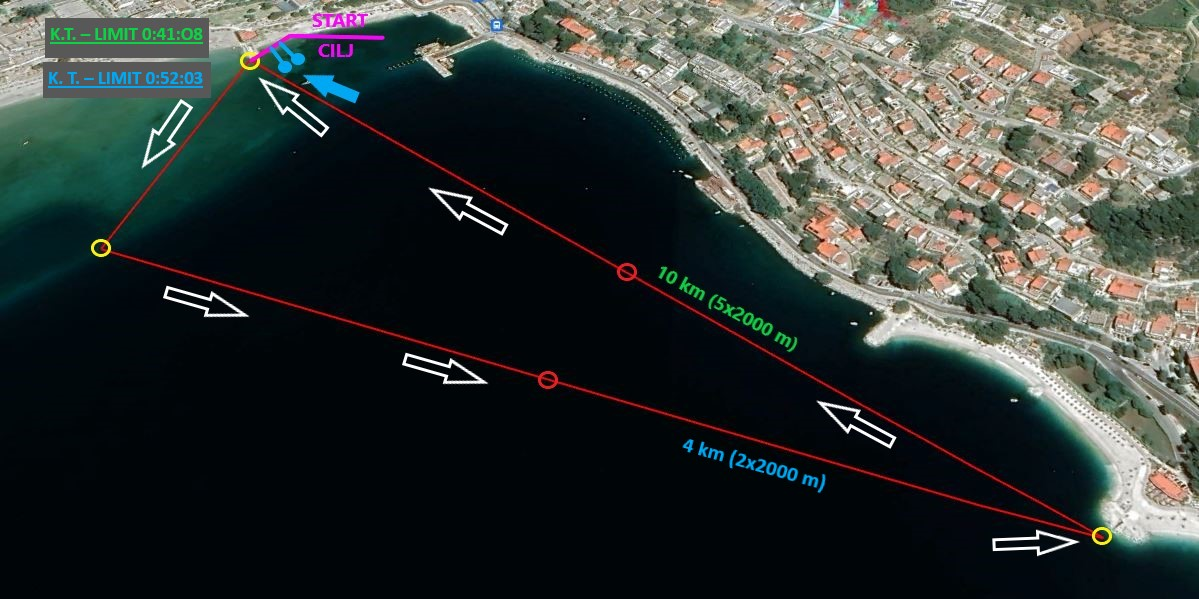 START
K.T. – LIMIT 0:41:O8
CILJ
K. T. – LIMIT 0:52:03
10 km (5x2000 m)
4 km (2x2000 m)